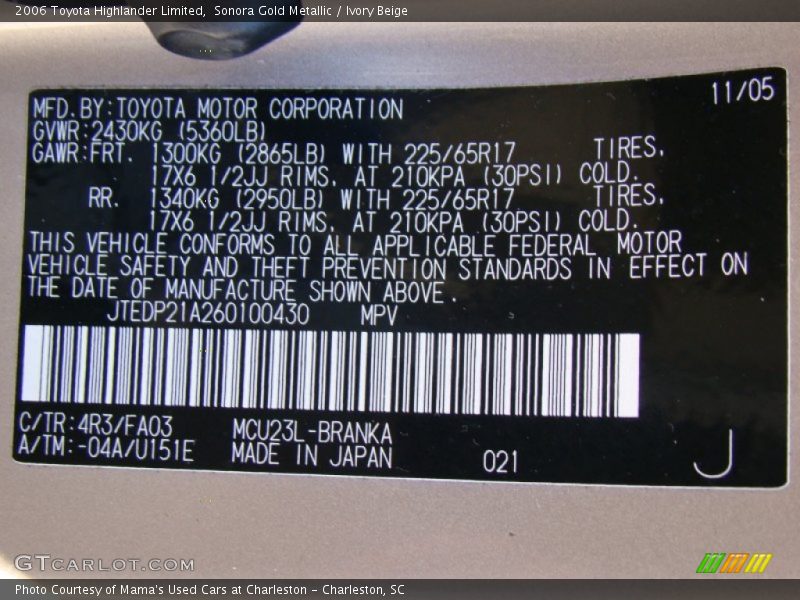 2006 Toyota Highlander Limited, Sonora Gold Metallic / Ivory Beige
11/05
MFD.BY:TOYOTA MOTOR CORPORATION
GVWR:2430KG (5360LB)
GAWR:FRT. 1300KG (2865LB) WITH 225/65R17 TIRES,
17X6 1/2JJ RIMS, AT 210KPA (30PSI) COLD.
RR. 1340KG (2950LB) WITH 225/65R17 TIRES,
17X6 1/2JJ RIMS, AT 210KPA (30PSI) COLD.
THIS VEHICLE CONFORMS TO ALL APPLICABLE FEDERAL MOTOR
VEHICLE SAFETY AND THEFT PREVENTION STANDARDS IN EFFECT ON
THE DATE OF MANUFACTURE SHOWN ABOVE.
JTEDP21A260100430 MPV
C/TR:4R3/FA03 MCU23L-BRANKA
A/TM:-04A/U151E MADE IN JAPAN 021 J
GTCARLOT.COM
Photo Courtesy of Mama's Used Cars at Charleston - Charleston, SC